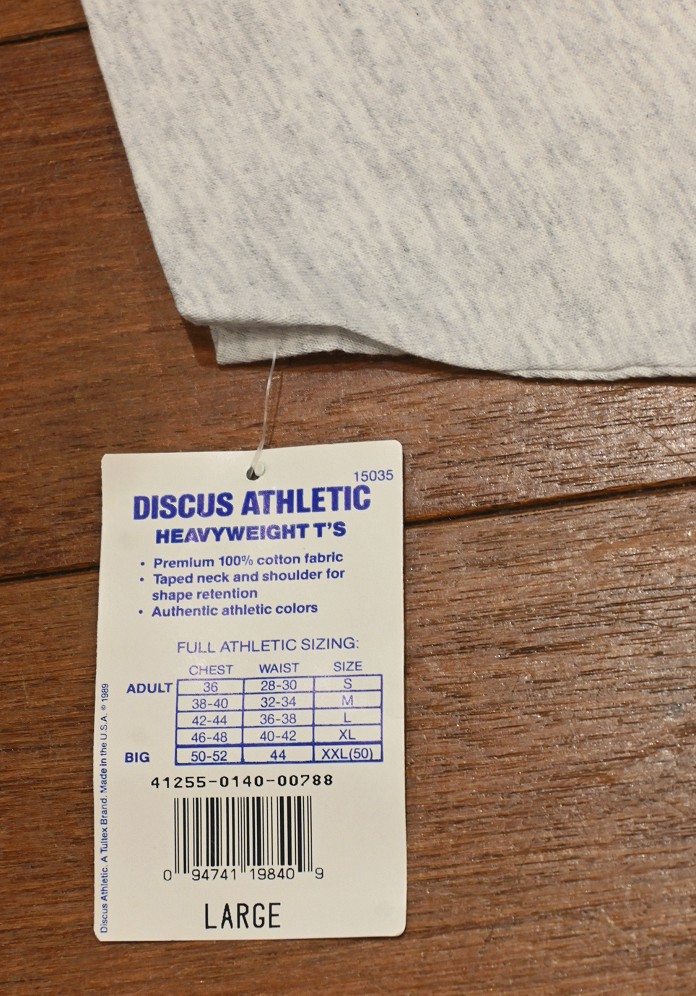 15035
DISCUS ATHLETIC
HEAVYWEIGHT T'S
• Premium 100% cotton fabric
• Taped neck and shoulder for
shape retention
• Authentic athletic colors
FULL ATHLETIC SIZING:
CHEST WAIST SIZE
ADULT 36 28-30 S
38-40 32-34 M
42-44 36-38 L
46-48 40-42 XL
BIG 50-52 44 XXL(50)
41255-0140-00788
0 94741 19840 9
LARGE
Discus Athletic. A Tultex Brand. Made in the U.S.A. © 1989